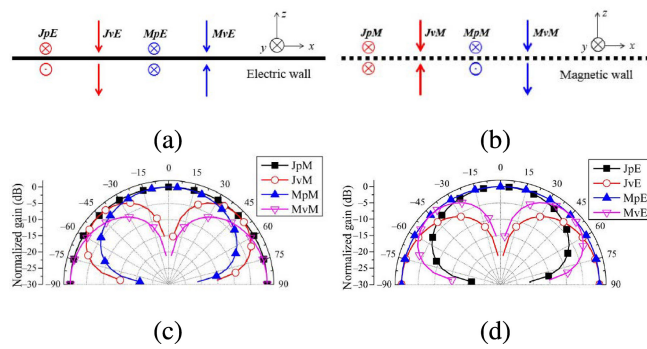 JpE JvE MpE MvE z y x
Electric wall
JpM JvM MpM MvM z y x
Magnetic wall
(a) (b)
-30 -15 0 15 30
-45 45
-60 60
-75 75
-90 90
Normalized gain (dB)
0
-5
-10
-15
-20
-25
-30
JpM
JvM
MpM
MvM
(c)
-30 -15 0 15 30
-45 45
-60 60
-75 75
-90 90
Normalized gain (dB)
0
-5
-10
-15
-20
-25
-30
JpE
JvE
MpE
MvE
(d)